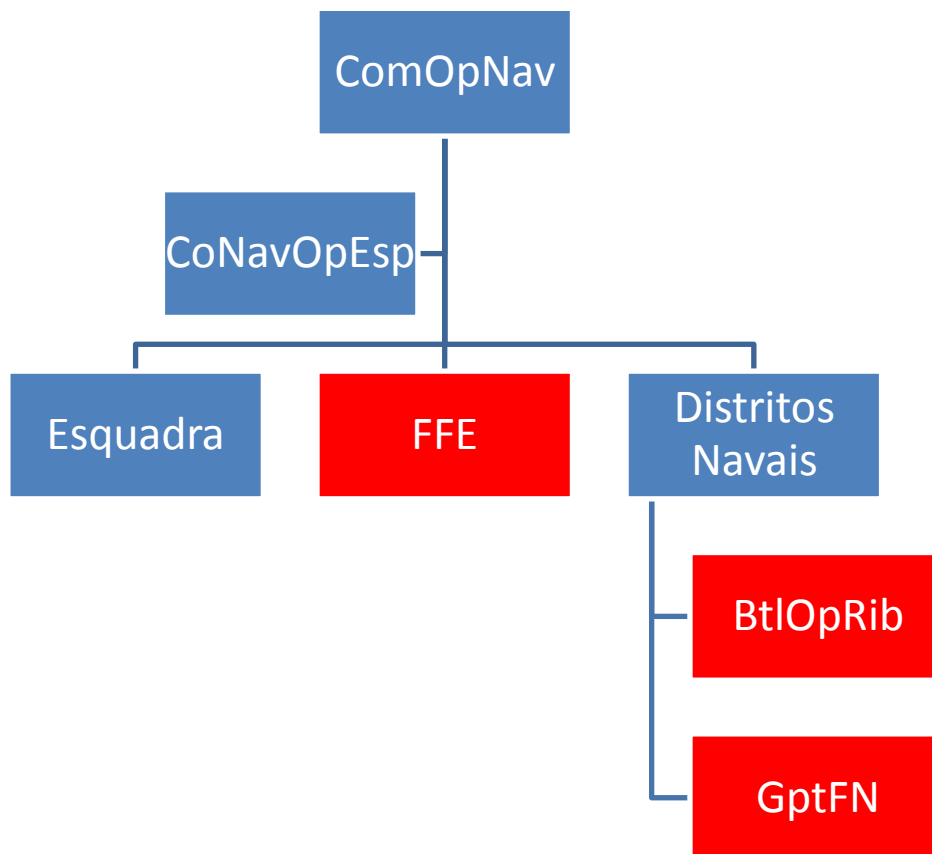 ComOpNav
CoNavOpEsp
Esquadra
FFE
Distritos
Navais
BtlOpRib
GptFN